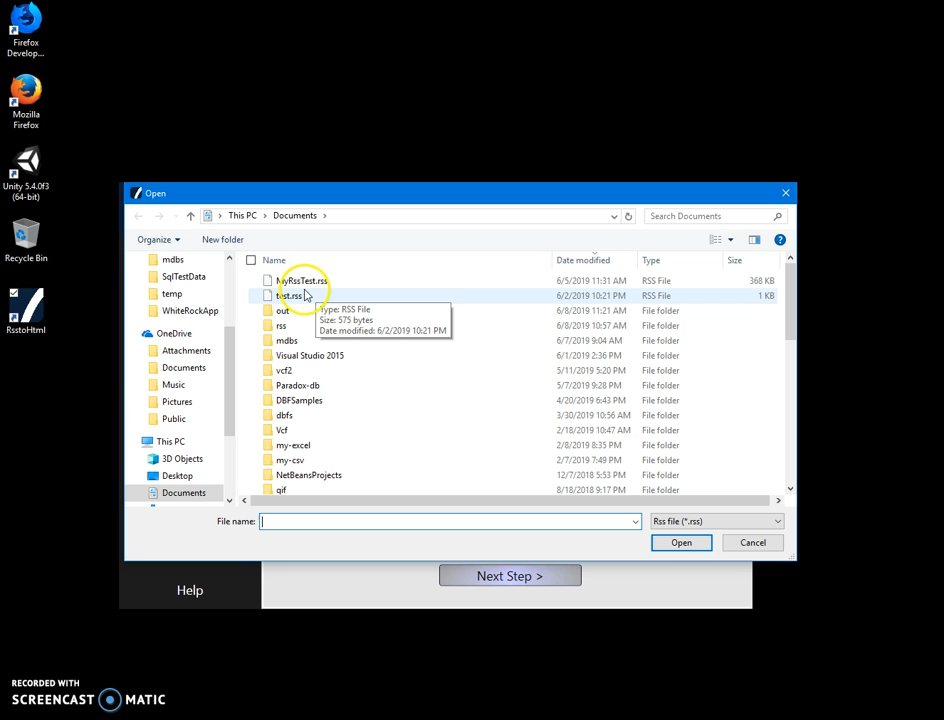 Firefox
Develop...
Mozilla
Firefox
Unity 5.4.0f3
(64-bit)
Recycle Bin
RsstoHtml
Open
This PC > Documents >
Search Documents
Organize
New folder
mdbs
SqlTestData
temp
WhiteRockApp
OneDrive
Attachments
Documents
Music
Pictures
Public
This PC
3D Objects
Desktop
Documents
Name Date modified Type Size
MyRssTest.rss 6/5/2019 11:31 AM RSS File 368 KB
test.rss 6/2/2019 10:21 PM RSS File 1 KB
out 6/8/2019 11:21 AM File folder
rss 6/8/2019 10:57 AM File folder
mdbs 6/7/2019 9:04 AM File folder
Visual Studio 2015 6/1/2019 2:36 PM File folder
vcf2 5/11/2019 5:20 PM File folder
Paradox-db 5/7/2019 9:28 PM File folder
DBFSamples 4/20/2019 6:43 PM File folder
dbfs 3/30/2019 10:56 AM File folder
Vcf 2/18/2019 10:47 AM File folder
my-excel 2/8/2019 8:35 PM File folder
my-csv 2/7/2019 7:49 PM File folder
NetBeansProjects 12/7/2018 5:53 PM File folder
gif 8/18/2018 9:17 PM File folder
Type: RSS File
Size: 575 bytes
Date modified: 6/2/2019 10:21 PM
File name:
Rss file (*.rss)
Open
Cancel
Help
Next Step >
RECORDED WITH
SCREENCAST MATIC